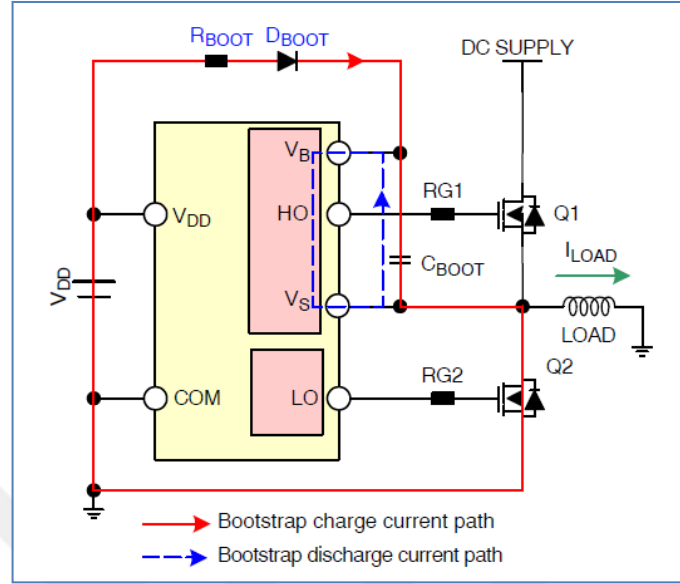 RBOOT DBOOT
DC SUPPLY
VB
RG1
VDD
HO
Q1
ILOAD
CBOOT
VDD
VS
LOAD
Q2
COM
LO
RG2
Bootstrap charge current path
Bootstrap discharge current path